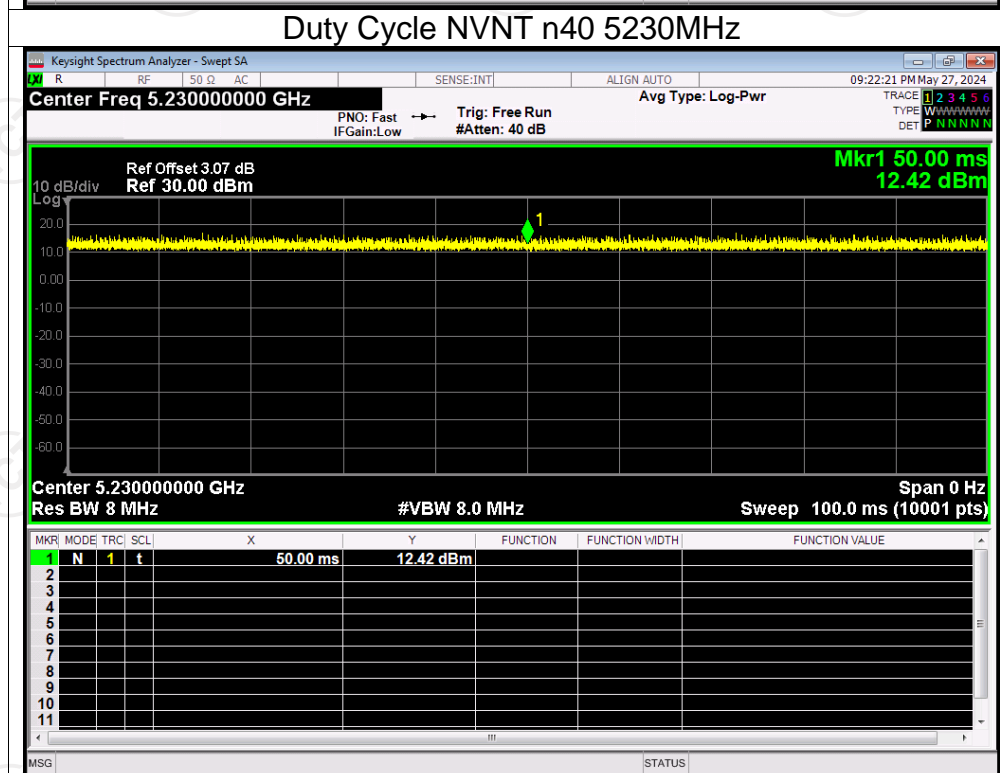 Duty Cycle NVNT n40 5230MHz
Keysight Spectrum Analyzer - Swept SA
LXI R RF 50 Ω AC SENSE:INT ALIGN AUTO 09:22:21 PM May 27, 2024
Center Freq 5.230000000 GHz Avg Type: Log-Pwr TRACE 1 2 3 4 5 6
PNO: Fast Trig: Free Run TYPE WWWWWW
IFGain:Low #Atten: 40 dB DET P N N N N N
Mkr1 50.00 ms
Ref Offset 3.07 dB
10 dB/div Ref 30.00 dBm 12.42 dBm
Log
1
20.0
10.0
0.00
-10.0
-20.0
-30.0
-40.0
-50.0
-60.0
Center 5.230000000 GHz Span 0 Hz
Res BW 8 MHz #VBW 8.0 MHz Sweep 100.0 ms (10001 pts)
MKR MODE TRC SCL X Y FUNCTION FUNCTION WIDTH FUNCTION VALUE
1 N 1 t 50.00 ms 12.42 dBm
2
3
4
5
6
7
8
9
10
11
MSG STATUS